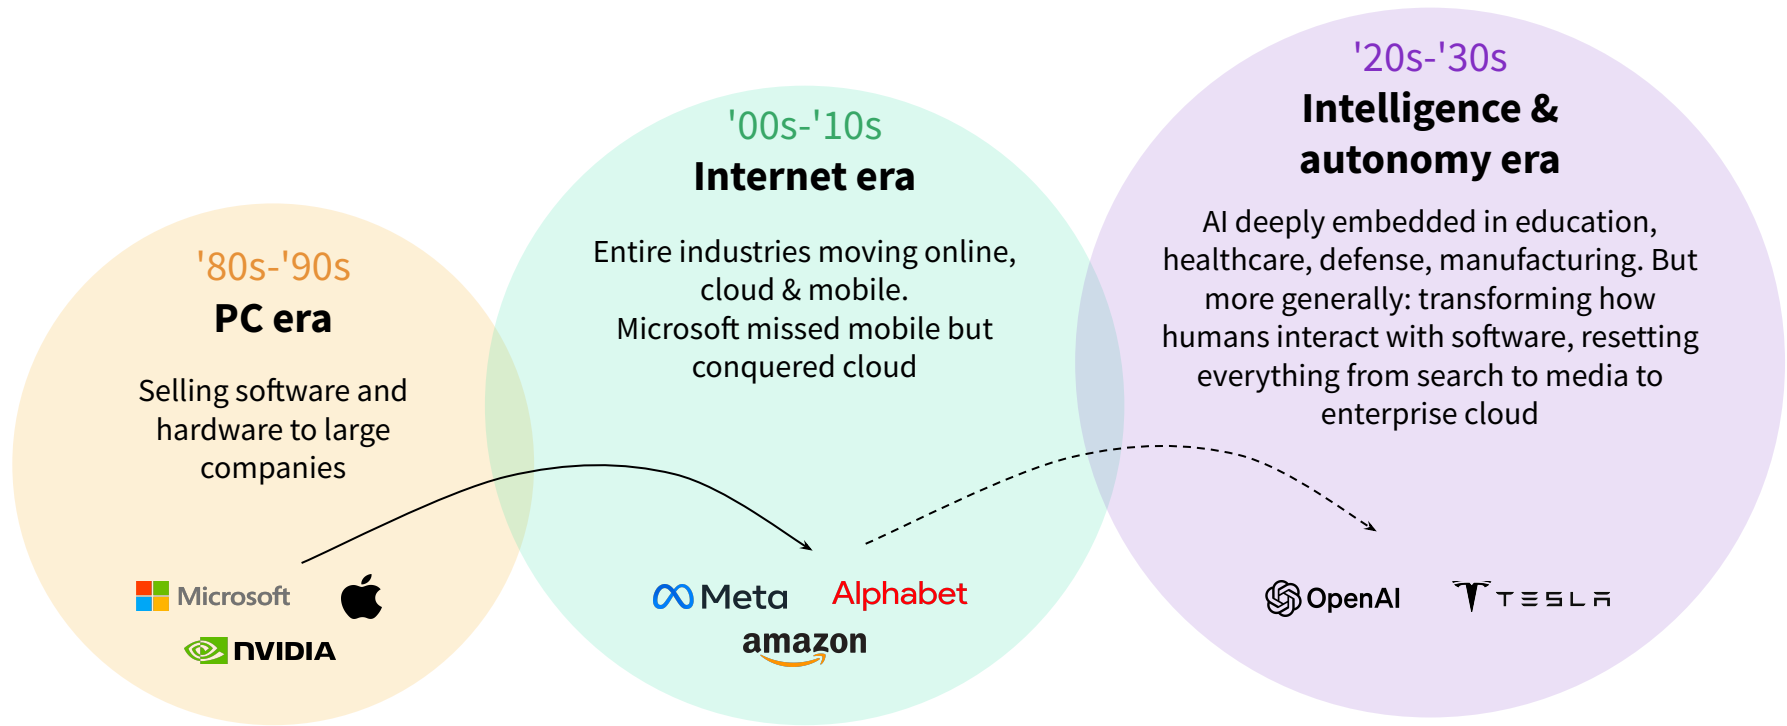 '80s-'90s
PC era
Selling software and
hardware to large
companies
Microsoft
NVIDIA
'00s-'10s
Internet era
Entire industries moving online,
cloud & mobile.
Microsoft missed mobile but
conquered cloud
Meta
Alphabet
amazon
'20s-'30s
Intelligence &
autonomy era
AI deeply embedded in education,
healthcare, defense, manufacturing. But
more generally: transforming how
humans interact with software, resetting
everything from search to media to
enterprise cloud
OpenAI
TESLA